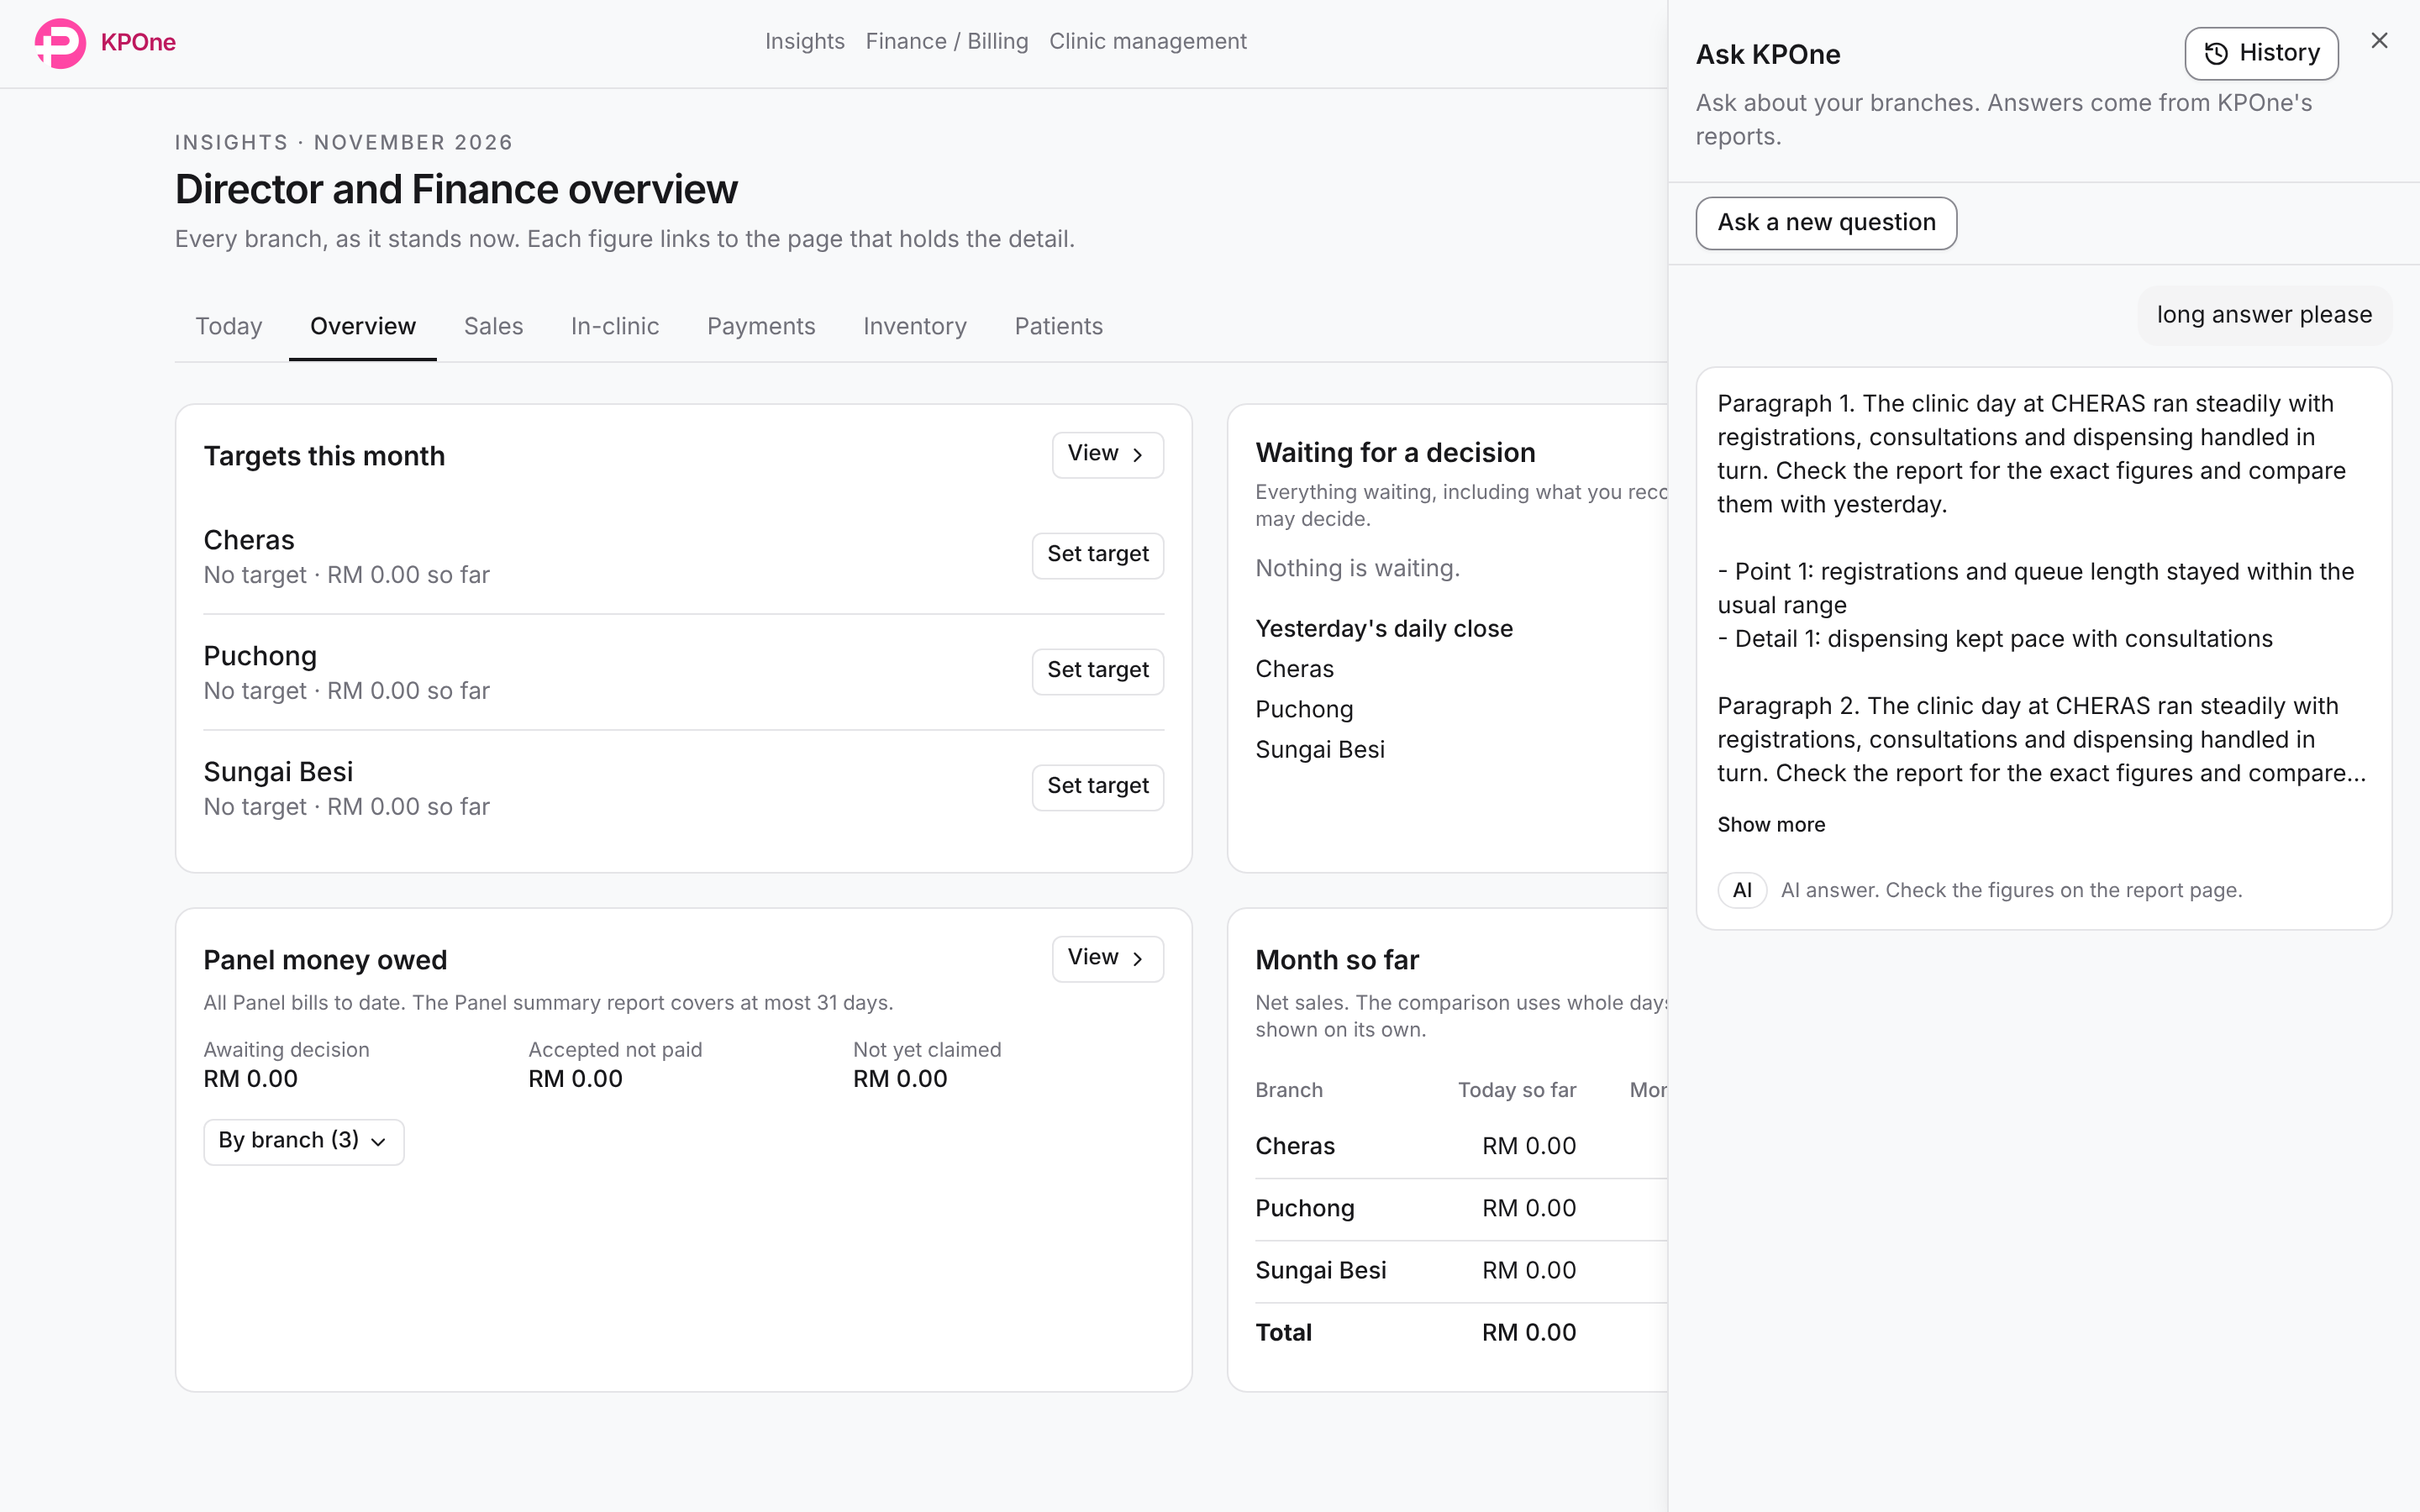 KPOne
Insights
Finance / Billing
Clinic management
INSIGHTS · NOVEMBER 2026
Director and Finance overview
Every branch, as it stands now. Each figure links to the page that holds the detail.
Today
Overview
Sales
In-clinic
Payments
Inventory
Patients
Targets this month
View
Cheras
No target · RM 0.00 so far
Set target
Puchong
No target · RM 0.00 so far
Set target
Sungai Besi
No target · RM 0.00 so far
Set target
Waiting for a decision
Everything waiting, including what you
may decide.
Nothing is waiting.
Yesterday's daily close
Cheras
Puchong
Sungai Besi
Panel money owed
View
All Panel bills to date. The Panel summary report covers at most 31 days.
Awaiting decision
RM 0.00
Accepted not paid
RM 0.00
Not yet claimed
RM 0.00
By branch (3)
Month so far
Net sales. The comparison uses whole days
shown on its own.
Branch
Today so far
Cheras
RM 0.00
Puchong
RM 0.00
Sungai Besi
RM 0.00
Total
RM 0.00
Ask KPOne
History
Ask about your branches. Answers come from KPOne's
reports.
Ask a new question
long answer please
Paragraph 1. The clinic day at CHERAS ran steadily with
registrations, consultations and dispensing handled in
turn. Check the report for the exact figures and compare
them with yesterday.
- Point 1: registrations and queue length stayed within the
usual range
- Detail 1: dispensing kept pace with consultations
Paragraph 2. The clinic day at CHERAS ran steadily with
registrations, consultations and dispensing handled in
turn. Check the report for the exact figures and compare...
Show more
AI
AI answer. Check the figures on the report page.